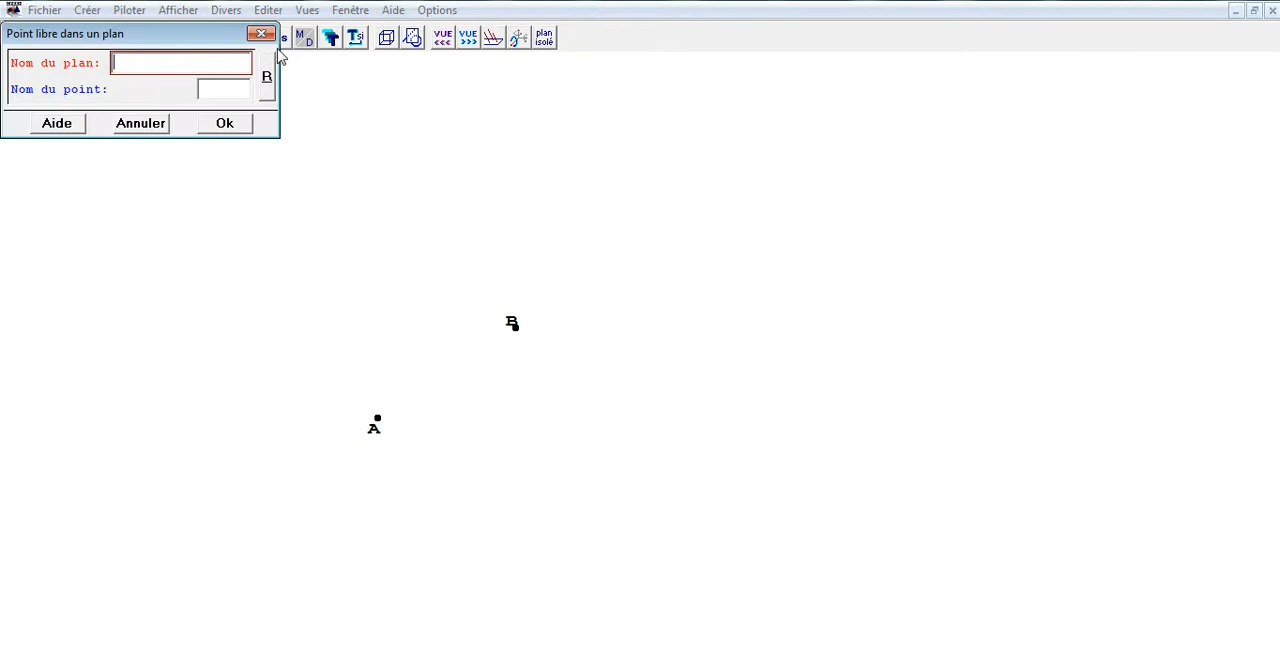 Fichier Créer Piloter Afficher Divers Editer Vues Fenêtre Aide Options
Point libre dans un plan
Nom du plan:
Nom du point:
R
Aide Annuler Ok
s M D T si VUE <<< VUE >>> plan isolé
B
A